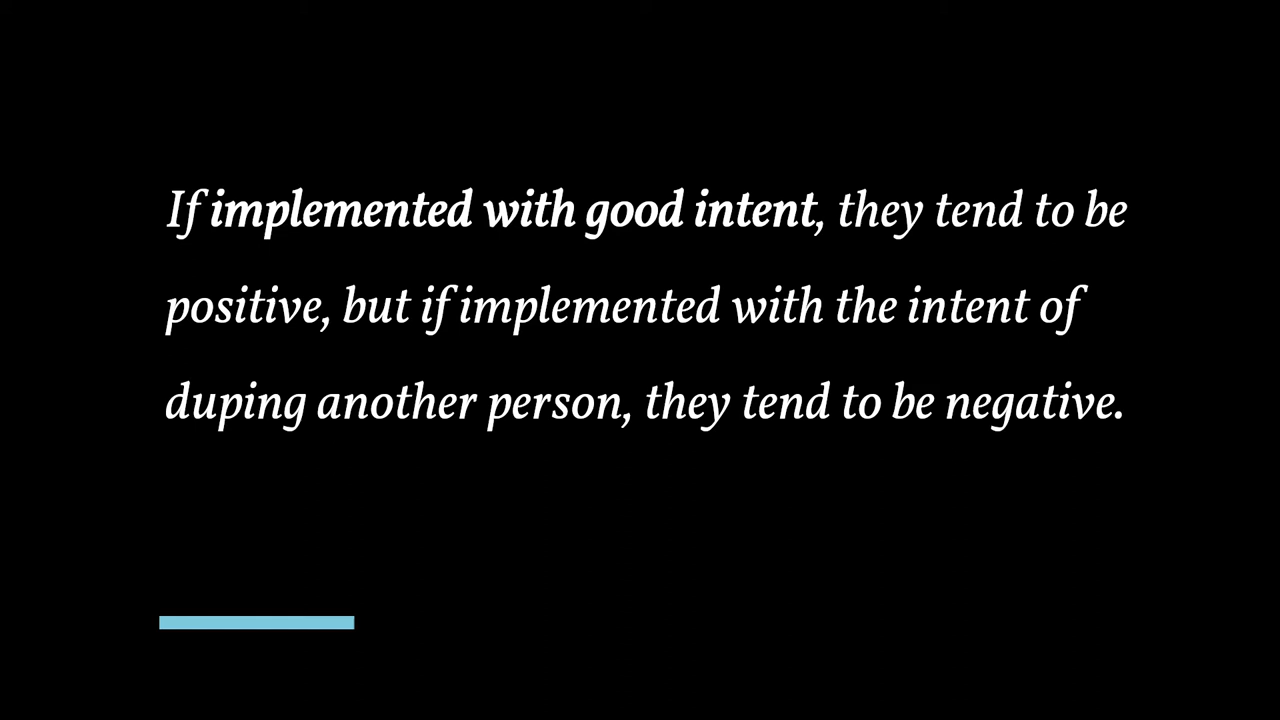 If implemented with good intent, they tend to be
positive, but if implemented with the intent of
duping another person, they tend to be negative.